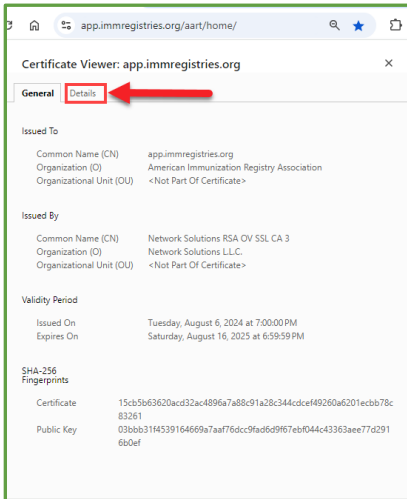 app.immregistries.org/aart/home/
Certificate Viewer: app.immregistries.org
General Details
Issued To
Common Name (CN) app.immregistries.org
Organization (O) American Immunization Registry Association
Organizational Unit (OU) <Not Part Of Certificate>
Issued By
Common Name (CN) Network Solutions RSA OV SSL CA 3
Organization (O) Network Solutions L.L.C.
Organizational Unit (OU) <Not Part Of Certificate>
Validity Period
Issued On Tuesday, August 6, 2024 at 7:00:00 PM
Expires On Saturday, August 16, 2025 at 6:59:59 PM
SHA-256
Fingerprints
Certificate 15cb5b63620acd32ac4896a7a88c91a28c344cdcef49260a6201ecbb78c
83261
Public Key 03bbb31f4539164669a7aaf76dcc9fad6d9f67ebf044c43363aee77d291
6b0ef